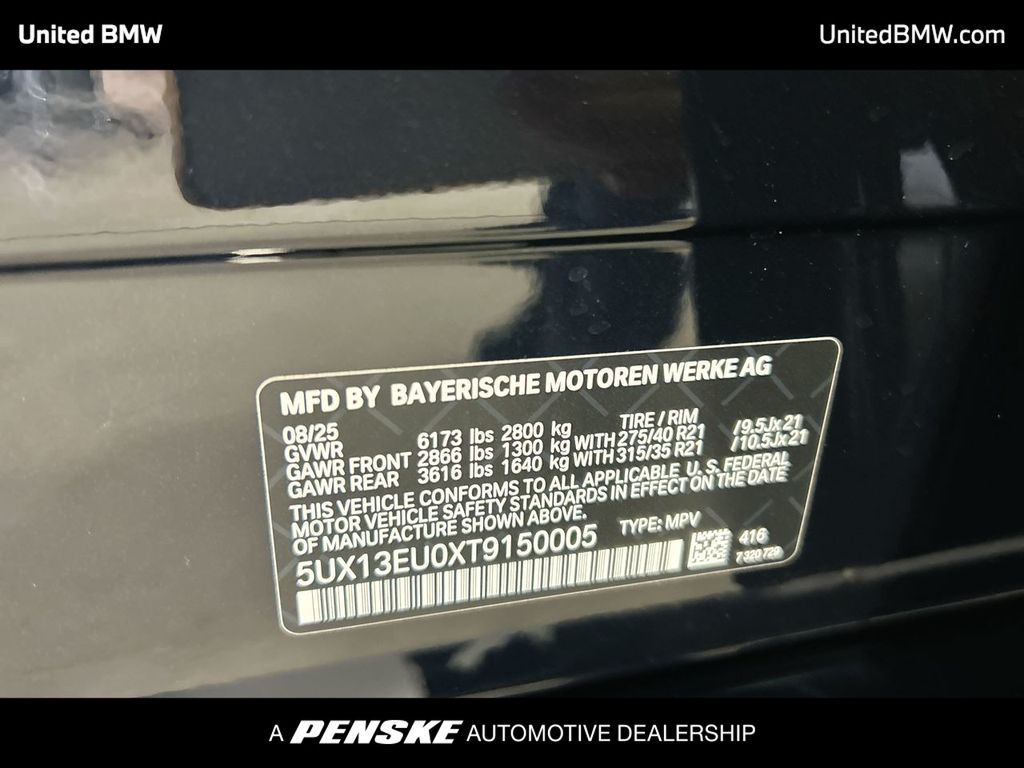 United BMW
UnitedBMW.com
MFD BY BAYERISCHE MOTOREN WERKE AG
08/25 TIRE / RIM
GVWR 6173 lbs 2800 kg
GAWR FRONT 2866 lbs 1300 kg WITH 275/40 R21 /9.5Jx21
GAWR REAR 3616 lbs 1640 kg WITH 315/35 R21 /10.5Jx21
THIS VEHICLE CONFORMS TO ALL APPLICABLE U.S. FEDERAL
MOTOR VEHICLE SAFETY STANDARDS IN EFFECT ON THE DATE
OF MANUFACTURE SHOWN ABOVE.
5UX13EU0XT9150005 TYPE: MPV
416
7320729
A PENSKE AUTOMOTIVE DEALERSHIP